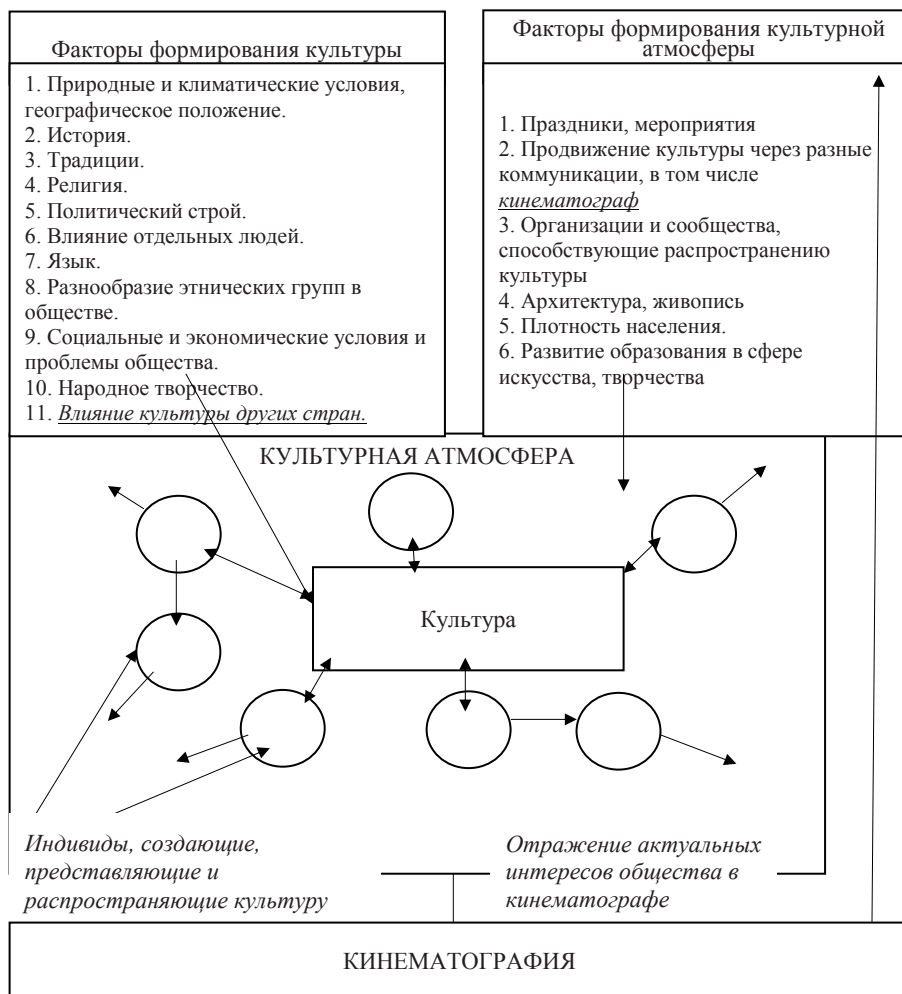 Факторы формирования культуры
1. Природные и климатические условия,
географическое положение.
2. История.
3. Традиции.
4. Религия.
5. Политический строй.
6. Влияние отдельных людей.
7. Язык.
8. Разнообразие этнических групп в
обществе.
9. Социальные и экономические условия и
проблемы общества.
10. Народное творчество.
11. Влияние культуры других стран.
Факторы формирования культурной
атмосферы
1. Праздники, мероприятия
2. Продвижение культуры через разные
коммуникации, в том числе
кинематограф
3. Организации и сообщества,
способствующие распространению
культуры
4. Архитектура, живопись
5. Плотность населения.
6. Развитие образования в сфере
искусства, творчества
КУЛЬТУРНАЯ АТМОСФЕРА
Культура
Индивиды, создающие,
представляющие и
распространяющие культуру
Отражение актуальных
интересов общества в
кинематографе
КИНЕМАТОГРАФИЯ